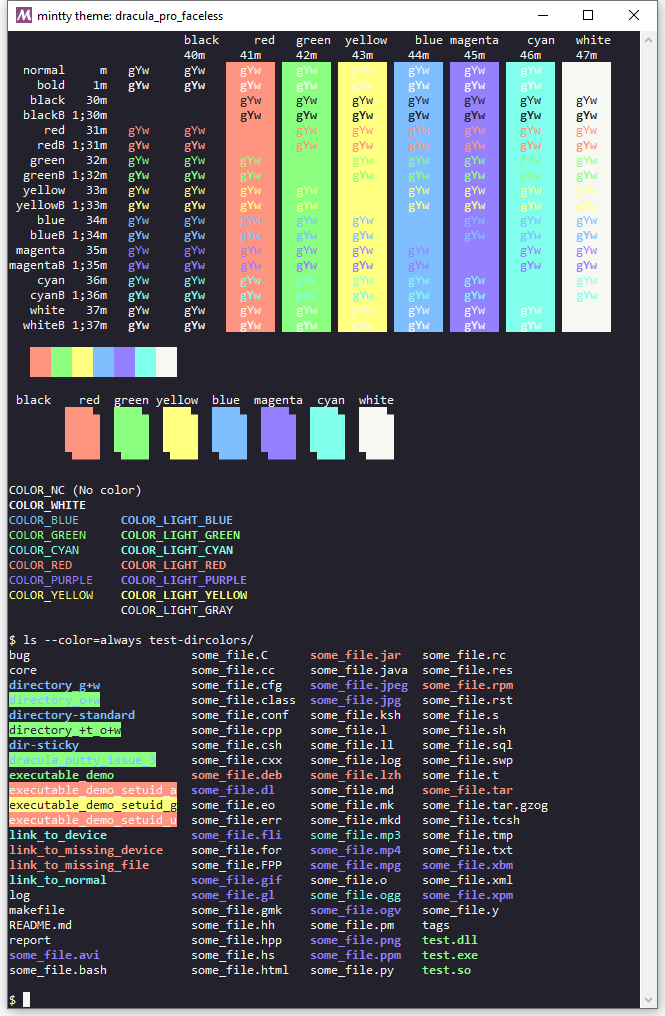 mintty theme: dracula_pro_faceless
black red green yellow blue magenta cyan white
40m 41m 42m 43m 44m 45m 46m 47m
normal m gYw gYw gYw gYw gYw gYw gYw gYw
bold 1m gYw gYw gYw gYw gYw gYw gYw gYw
black 30m gYw gYw gYw gYw gYw gYw gYw
blackB 1;30m gYw gYw gYw gYw gYw gYw gYw
red 31m gYw gYw gYw gYw gYw gYw gYw gYw
redB 1;31m gYw gYw gYw gYw gYw gYw gYw gYw
green 32m gYw gYw gYw gYw gYw gYw gYw gYw
greenB 1;32m gYw gYw gYw gYw gYw gYw gYw gYw
yellow 33m gYw gYw gYw gYw gYw gYw gYw gYw
yellowB 1;33m gYw gYw gYw gYw gYw gYw gYw gYw
blue 34m gYw gYw gYw gYw gYw gYw gYw gYw
blueB 1;34m gYw gYw gYw gYw gYw gYw gYw gYw
magenta 35m gYw gYw gYw gYw gYw gYw gYw gYw
magentaB 1;35m gYw gYw gYw gYw gYw gYw gYw gYw
cyan 36m gYw gYw gYw gYw gYw gYw gYw gYw
cyanB 1;36m gYw gYw gYw gYw gYw gYw gYw gYw
white 37m gYw gYw gYw gYw gYw gYw gYw gYw
whiteB 1;37m gYw gYw gYw gYw gYw gYw gYw gYw
black red green yellow blue magenta cyan white
COLOR_NC (No color)
COLOR_WHITE
COLOR_BLUE COLOR_LIGHT_BLUE
COLOR_GREEN COLOR_LIGHT_GREEN
COLOR_CYAN COLOR_LIGHT_CYAN
COLOR_RED COLOR_LIGHT_RED
COLOR_PURPLE COLOR_LIGHT_PURPLE
COLOR_YELLOW COLOR_LIGHT_YELLOW
COLOR_LIGHT_GRAY
$ ls --color=always test-dircolors/
bug some_file.C some_file.jar some_file.rc
core some_file.cc some_file.java some_file.res
directory_g+w some_file.cfg some_file.jpeg some_file.rpm
directory_o+w some_file.class some_file.jpg some_file.rst
directory-standard some_file.conf some_file.ksh some_file.s
directory_+t_o+w some_file.cpp some_file.l some_file.sh
dir-sticky some_file.csh some_file.ll some_file.sql
dracula_putty_issue_3 some_file.cxx some_file.log some_file.swp
executable_demo some_file.deb some_file.lzh some_file.t
executable_demo_setuid_a some_file.dl some_file.md some_file.tar
executable_demo_setuid_g some_file.eo some_file.mk some_file.tar.gzog
executable_demo_setuid_u some_file.err some_file.mkd some_file.tcsh
link_to_device some_file.fli some_file.mp3 some_file.tmp
link_to_missing_device some_file.for some_file.mp4 some_file.txt
link_to_missing_file some_file.FPP some_file.mpg some_file.xbm
link_to_normal some_file.gif some_file.o some_file.xml
log some_file.gl some_file.ogg some_file.xpm
makefile some_file.gmk some_file.ogv some_file.y
README.md some_file.hh some_file.pm tags
report some_file.hpp some_file.png test.dll
some_file.avi some_file.hs some_file.ppm test.exe
some_file.bash some_file.html some_file.py test.so
$